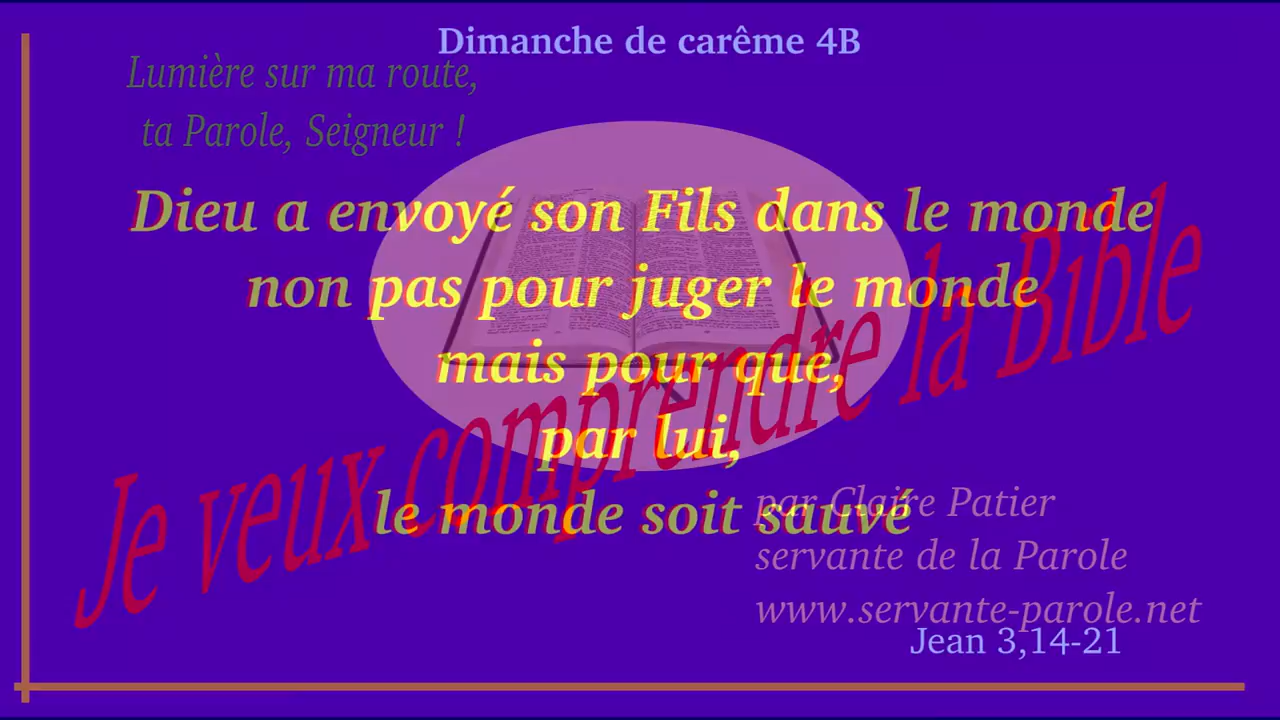 Dimanche de carême 4B
Lumière sur ma route,
ta Parole, Seigneur !
Dieu a envoyé son Fils dans le monde
non pas pour juger le monde
mais pour que,
par lui,
le monde soit sauvé
Je veux comprendre la Bible
par Claire Patier
servante de la Parole
www.servante-parole.net
Jean 3,14-21